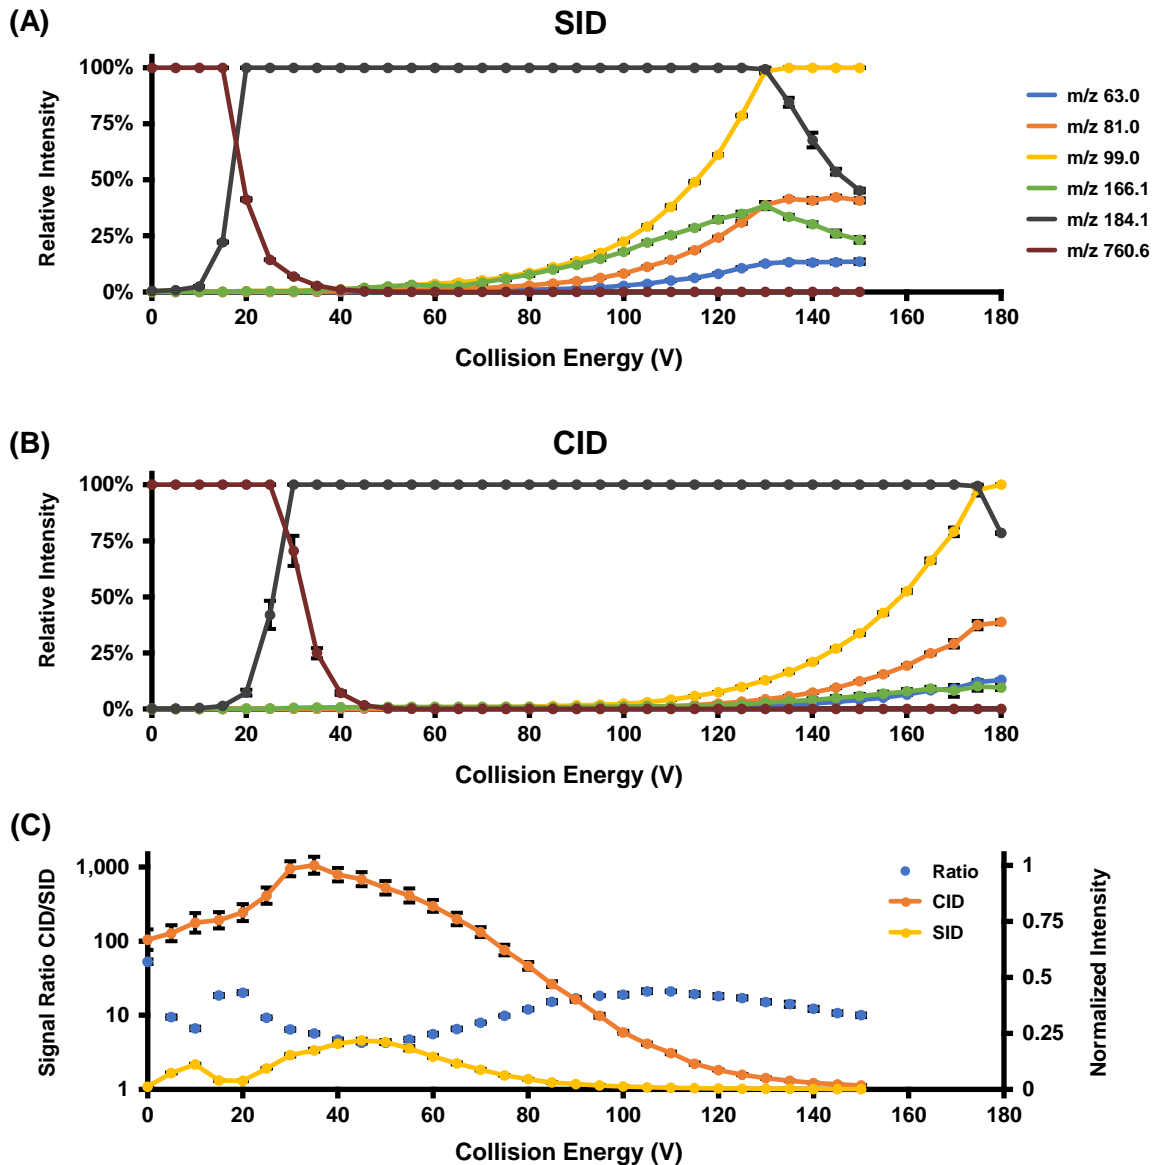 (A)
SID
100%
75%
50%
25%
0%
Relative Intensity
0 20 40 60 80 100 120 140 160 180
Collision Energy (V)
m/z 63.0
m/z 81.0
m/z 99.0
m/z 166.1
m/z 184.1
m/z 760.6
(B)
CID
100%
75%
50%
25%
0%
Relative Intensity
0 20 40 60 80 100 120 140 160 180
Collision Energy (V)
(C)
1,000
100
10
1
Signal Ratio CID/SID
Ratio
CID
SID
1
0.75
0.5
0.25
0
Normalized Intensity
0 20 40 60 80 100 120 140 160 180
Collision Energy (V)